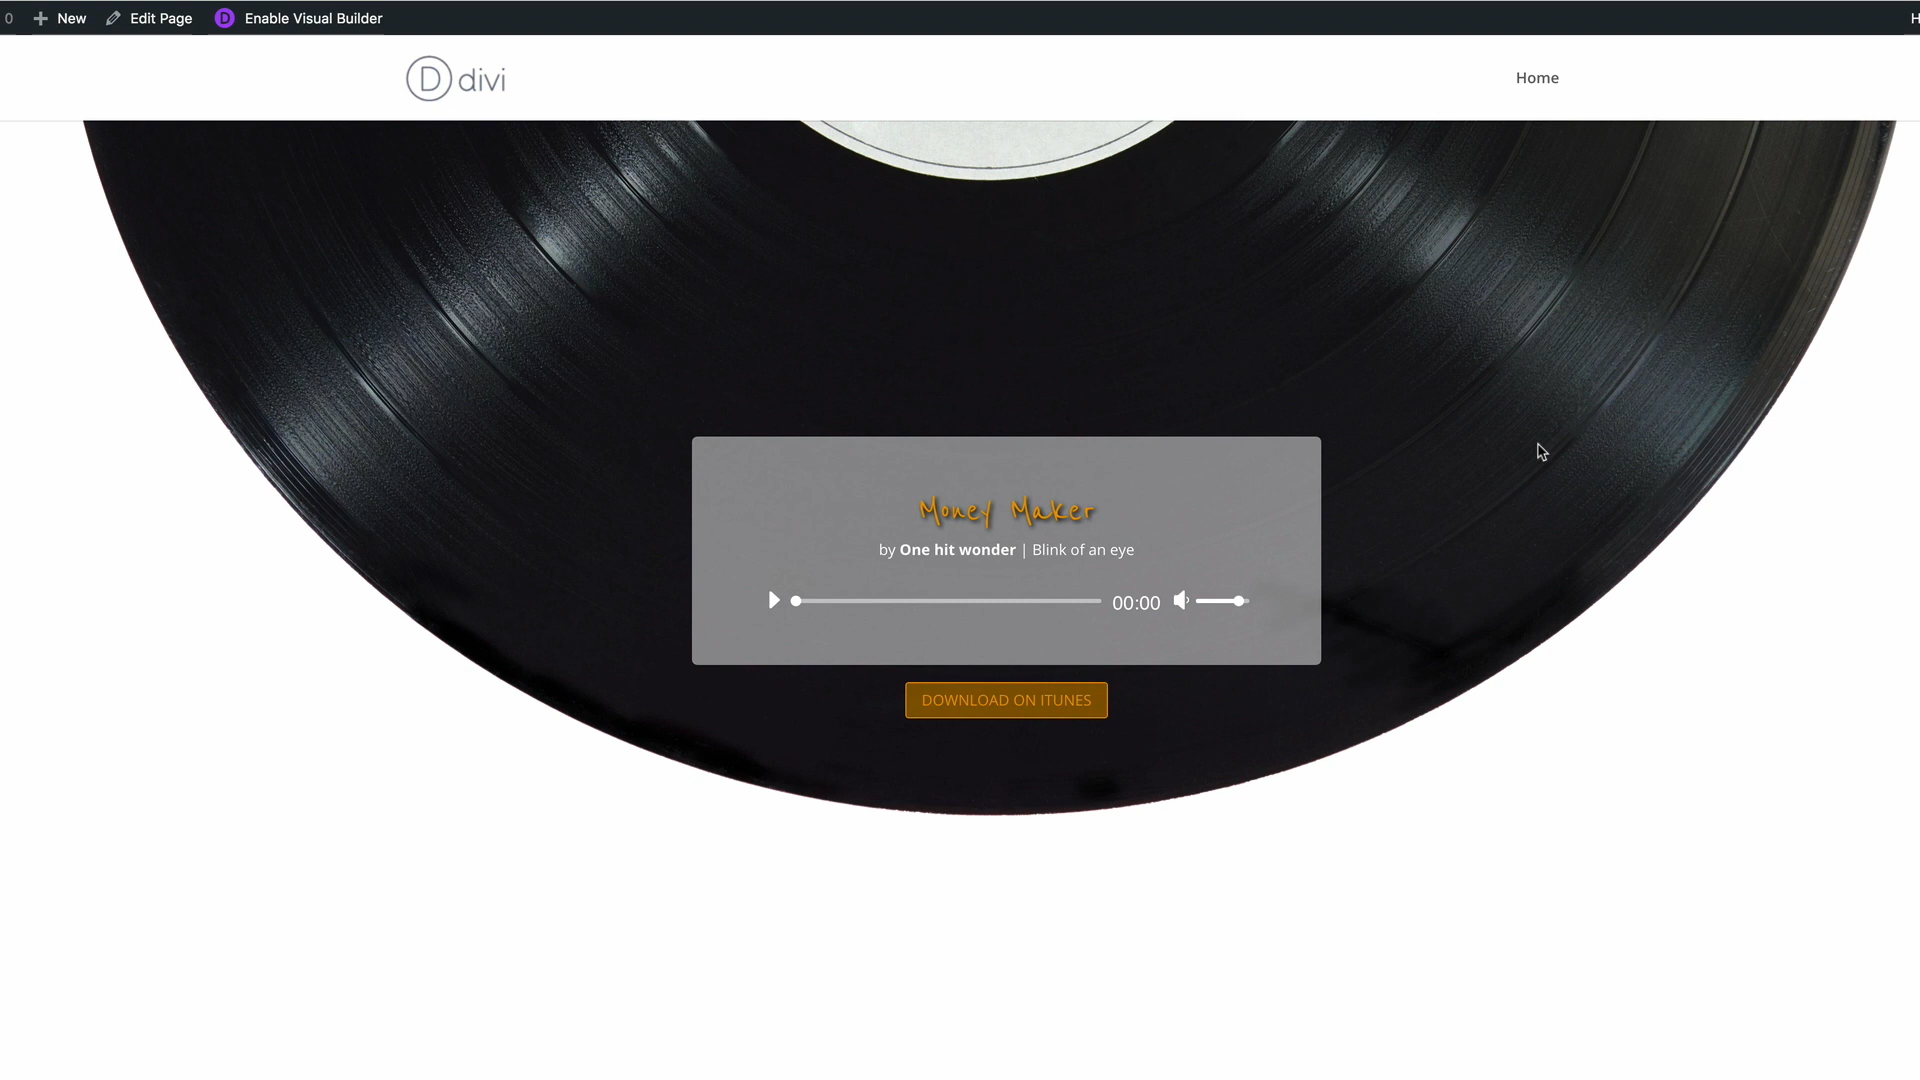 0 New Edit Page Enable Visual Builder H
D divi Home
Money Maker
by One hit wonder | Blink of an eye
00:00
DOWNLOAD ON ITUNES